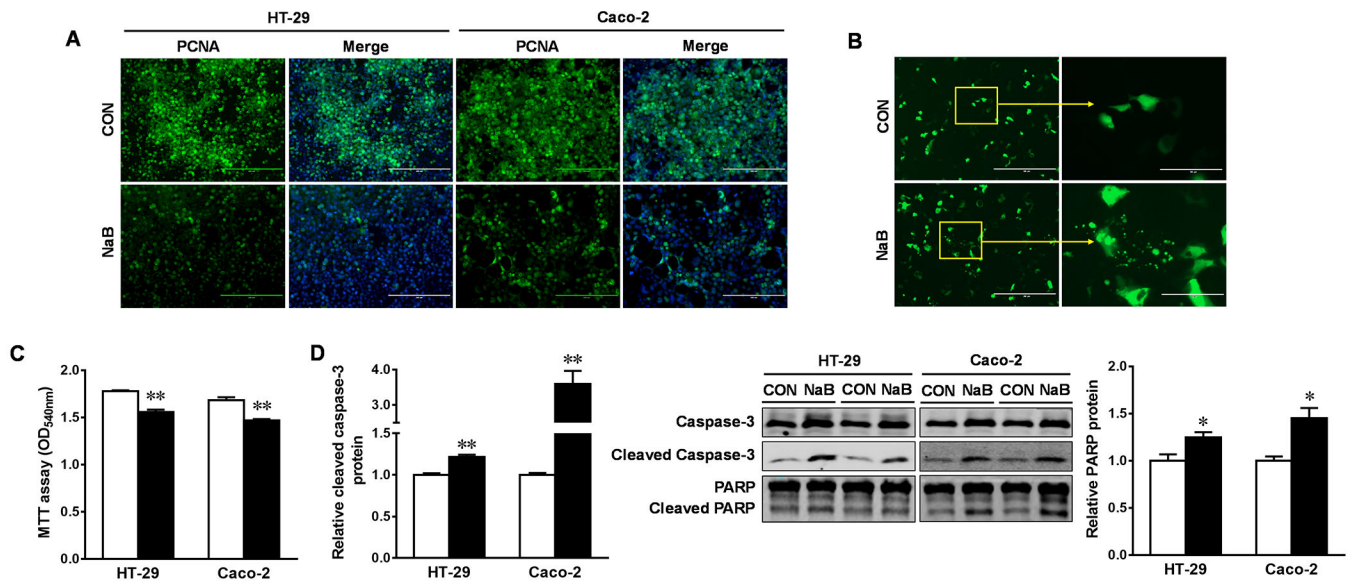 A
HT-29 Caco-2
PCNA Merge PCNA Merge
CON
NaB
B
CON
NaB
C
MTT assay (OD540nm)
2.0
1.5
1.0
0.5
0.0
** **
HT-29 Caco-2
D
Relative cleaved caspase-3
protein
4.0
3.0
1.2
1.0
0.5
0.0
** **
HT-29 Caco-2
HT-29 Caco-2
CON NaB CON NaB CON NaB CON NaB
Caspase-3
Cleaved Caspase-3
PARP
Cleaved PARP
Relative PARP protein
2.0
1.5
1.0
0.5
0.0
* *
HT-29 Caco-2